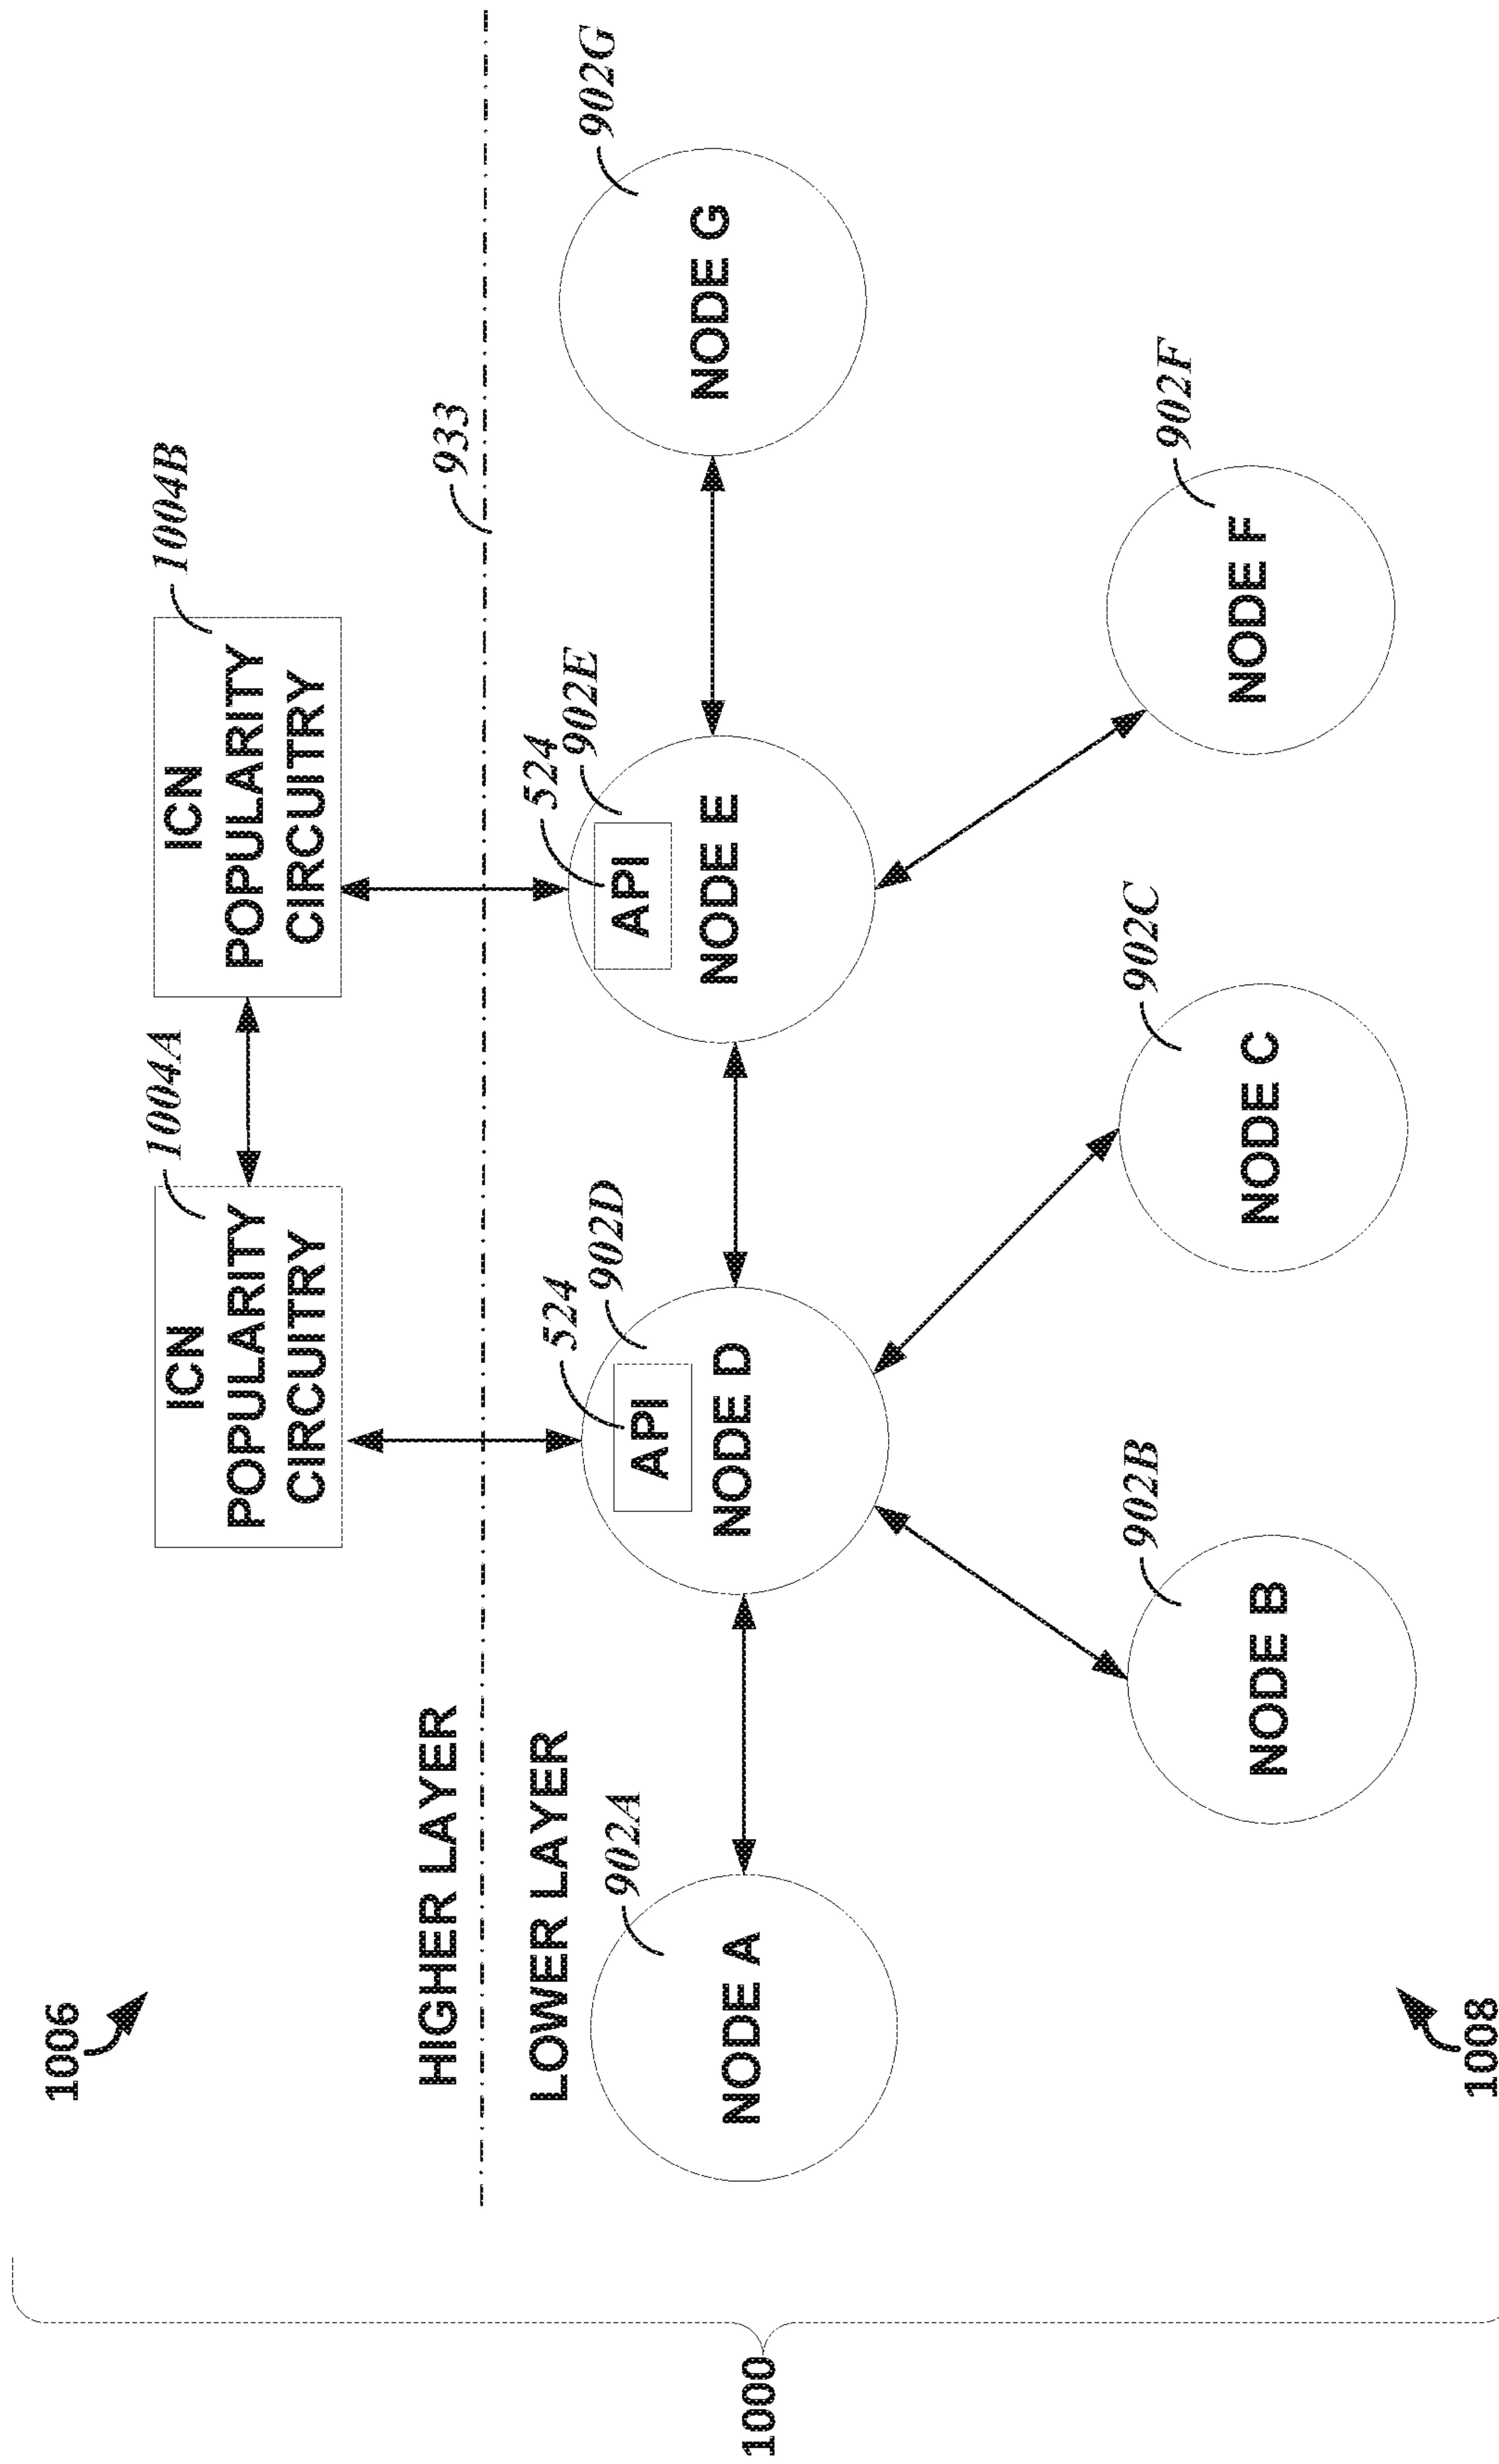 1006
1004A
1004B
ICN
POPULARITY
CIRCUITRY
ICN
POPULARITY
CIRCUITRY
933
HIGHER LAYER
LOWER LAYER
902A
NODE A
524
902D
API
NODE D
524
902E
API
NODE E
902G
NODE G
902B
NODE B
902C
NODE C
902F
NODE F
1008
1000